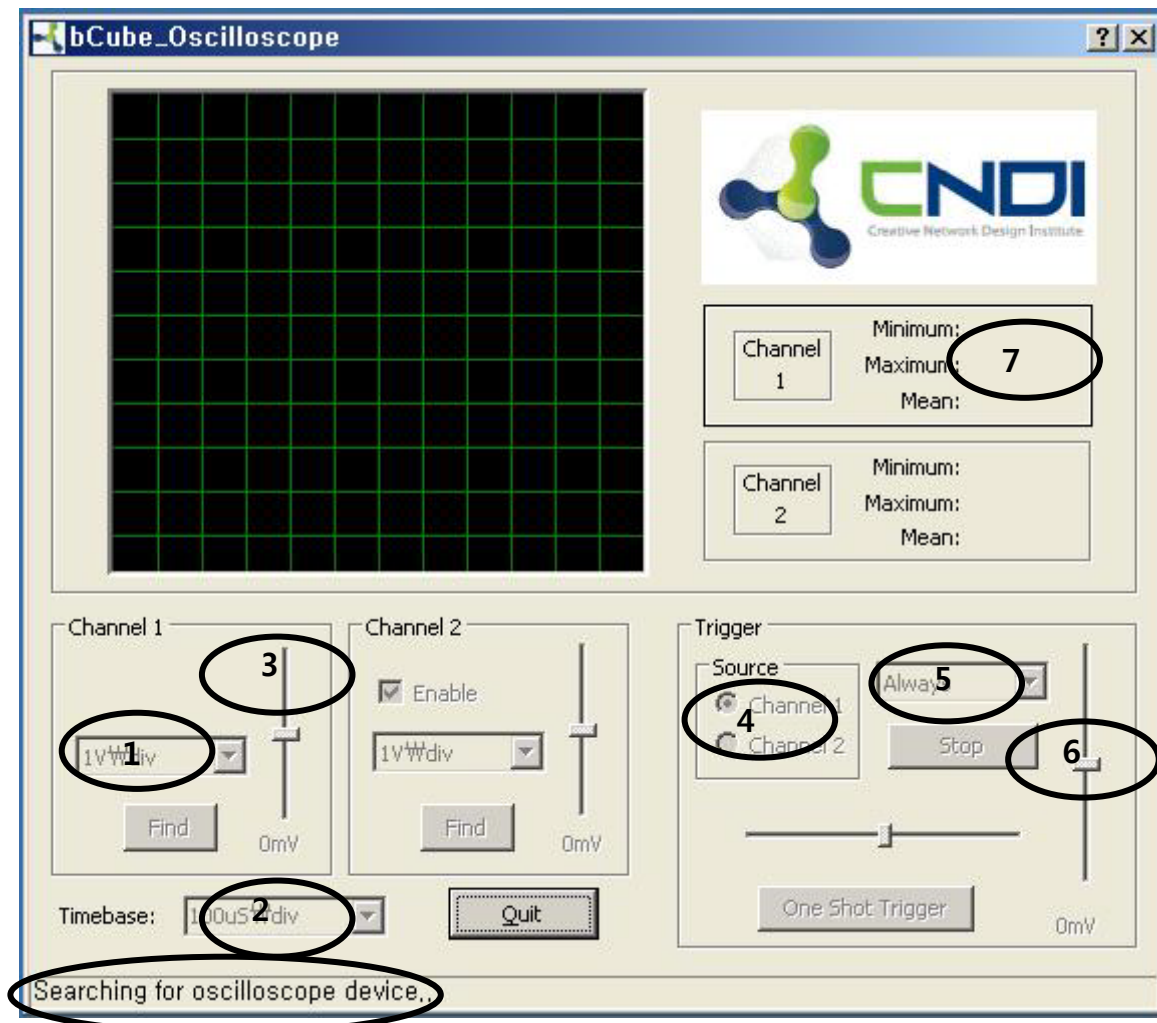 bCube_Oscilloscope
CNDI
Creative Network Design Institute
Channel 1
Minimum:
Maximum:
Mean:
7
Channel 2
Minimum:
Maximum:
Mean:
Channel 1
3
1V₩div
1
Find
0mV
Channel 2
Enable
1V₩div
Find
0mV
Trigger
Source
Channel 1
Channel 2
4
Always
5
Stop
6
One Shot Trigger
0mV
Timebase:
100uS₩div
2
Quit
Searching for oscilloscope device..